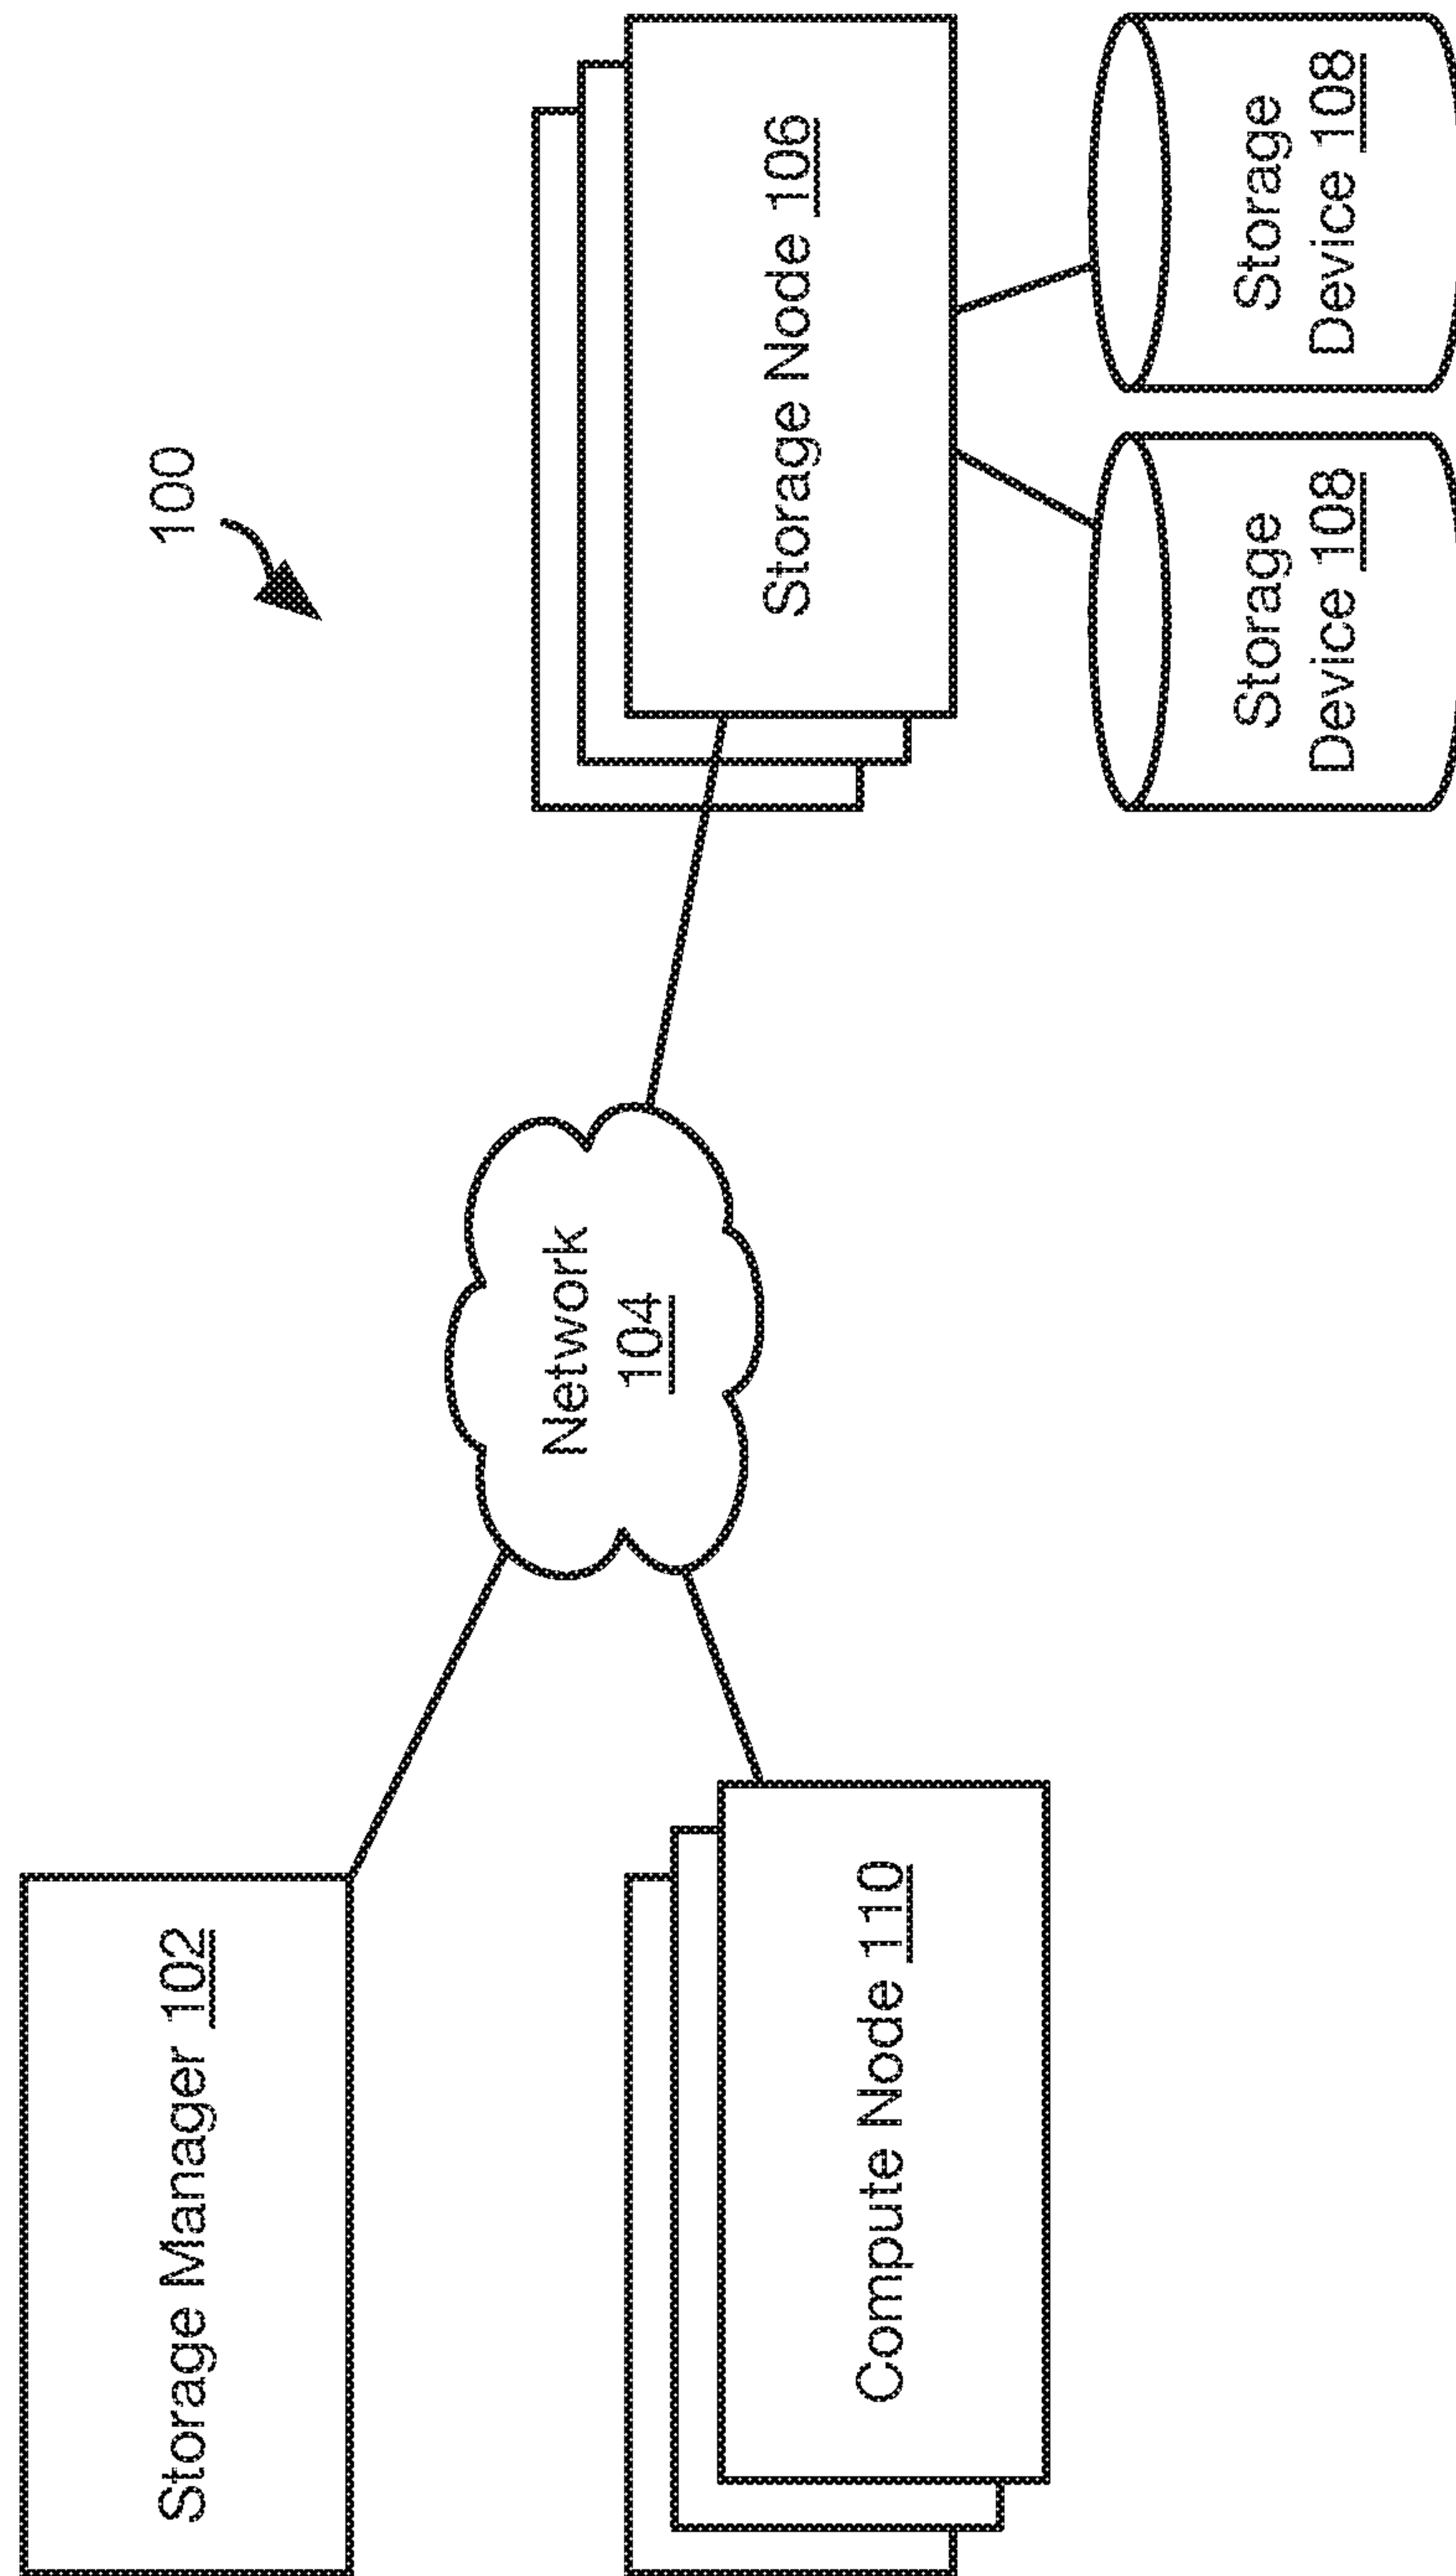 100
Storage Manager 102
Network
104
Storage Node 106
Compute Node 110
Storage
Device 108
Storage
Device 108